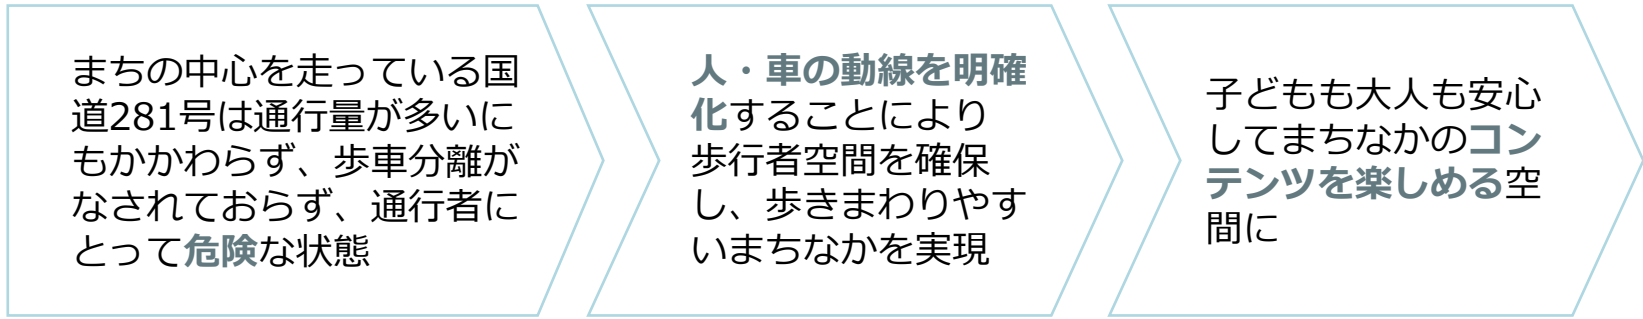 まちの中心を走っている国
道281号は通行量が多いに
もかかわらず、歩車分離が
なされておらず、通行者に
とって危険な状態
人・車の動線を明確
化することにより
歩行者空間を確保
し、歩きまわりやす
いまちなかを実現
子どもも大人も安心
してまちなかのコン
テンツを楽しめる空
間に